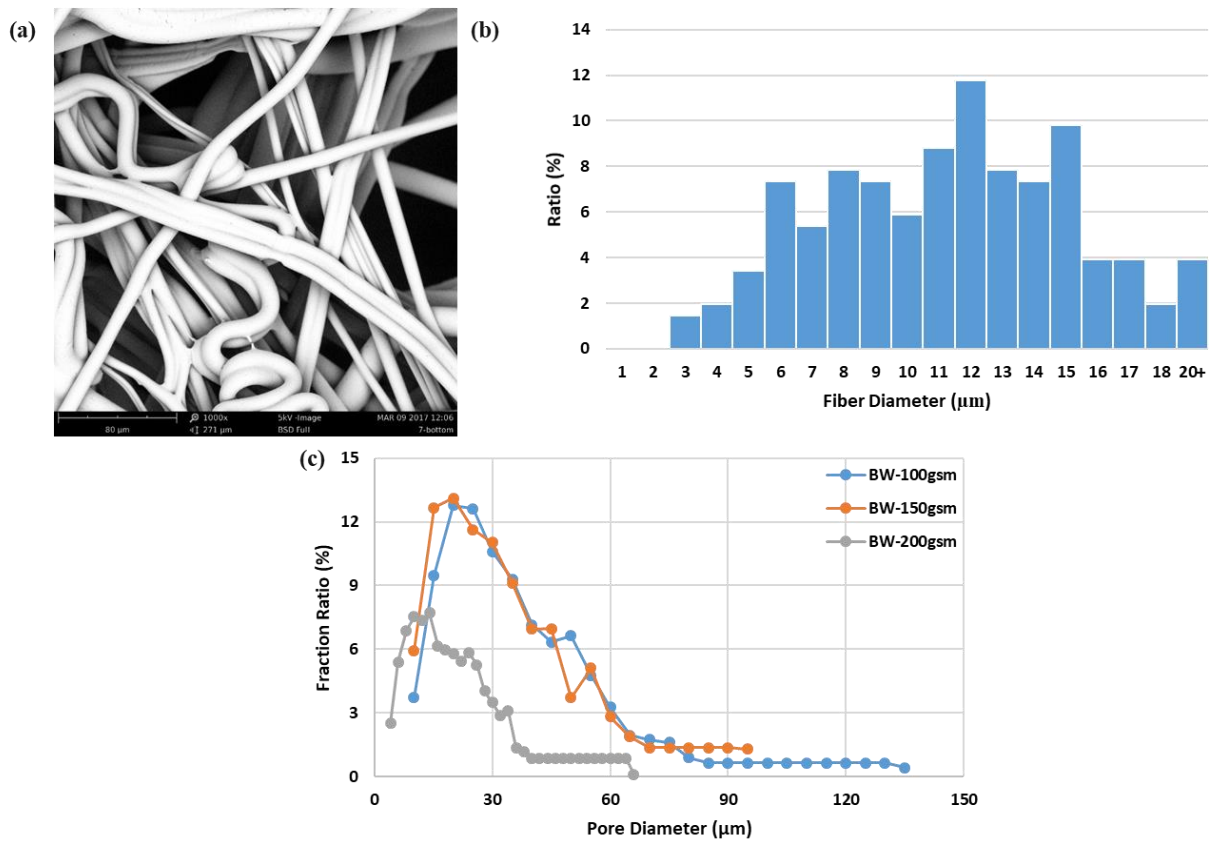 (a)
1000x 5kV -Image MAR 09 2017 12:06
80 µm 271 µm BSD Full 7-bottom
(b)
14
12
10
8
6
4
2
0
Ratio (%)
1 2 3 4 5 6 7 8 9 10 11 12 13 14 15 16 17 18 20+
Fiber Diameter (µm)
(c)
15
12
9
6
3
0
Fraction Ratio (%)
BW-100gsm
BW-150gsm
BW-200gsm
0 30 60 90 120 150
Pore Diameter (µm)